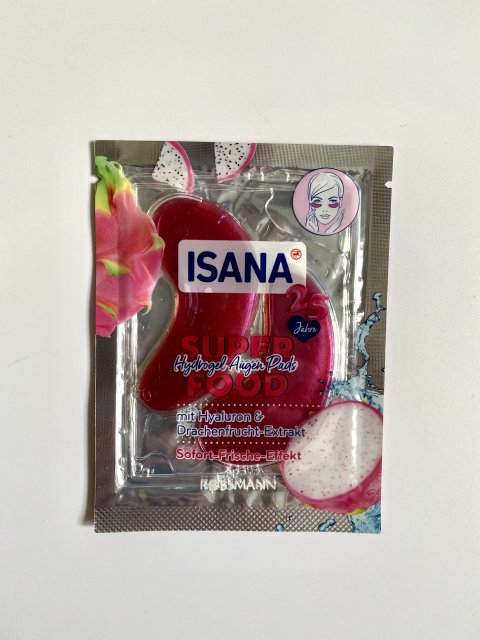 ISANA
25
Jahre
SUPER
Hydrogel Augen Pads
FOOD
mit Hyaluron &
Drachenfrucht-Extrakt
Sofort-Frische-Effekt
ROSSMANN